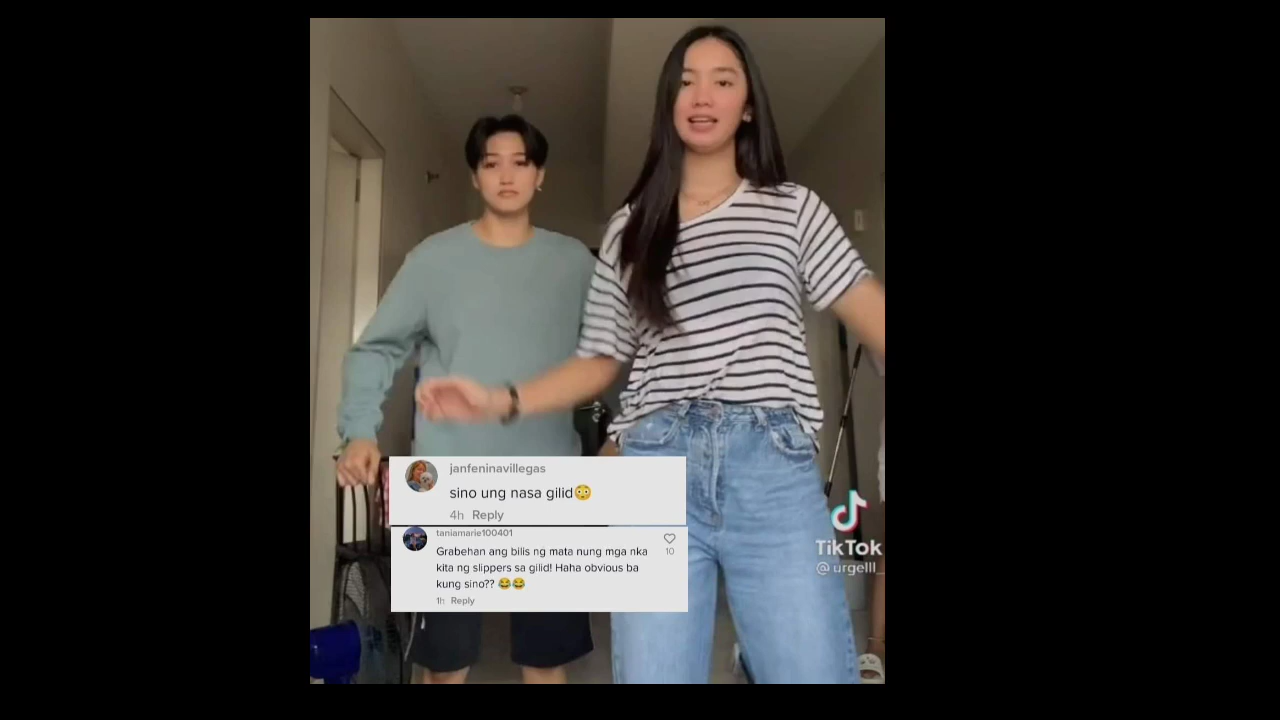 janfeninavillegas
sino ung nasa gilid😳
4h Reply
taniamarie100401
Grabehan ang bilis ng mata nung mga nka
kita ng slippers sa gilid! Haha obvious ba
kung sino?? 😂😂
10
1h Reply
TikTok
@urgelll